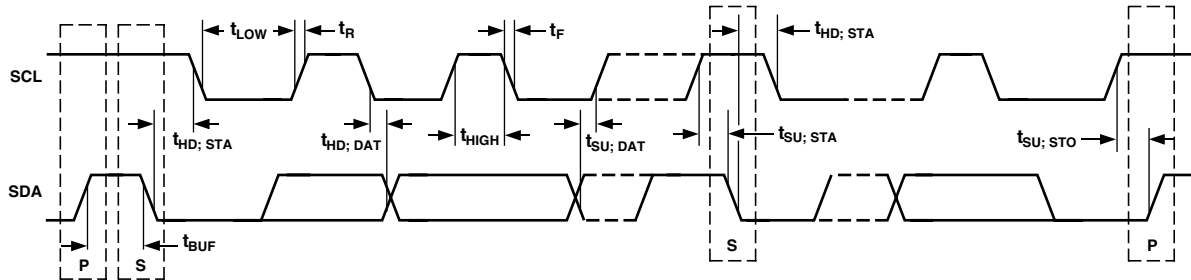 tLOW
tR
tF
tHD; STA
SCL
tHD; STA
tHD; DAT
tHIGH
tSU; DAT
tSU; STA
tSU; STO
SDA
tBUF
P
S
S
P